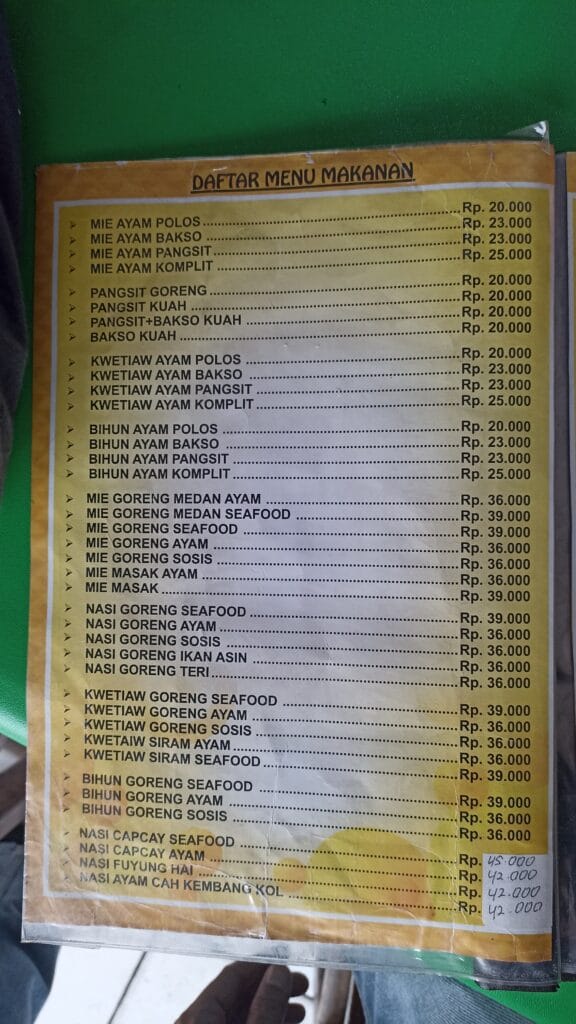 DAFTAR MENU MAKANAN
MIE AYAM POLOS Rp. 20.000
MIE AYAM BAKSO Rp. 23.000
MIE AYAM PANGSIT Rp. 23.000
MIE AYAM KOMPLIT Rp. 25.000
PANGSIT GORENG Rp. 20.000
PANGSIT KUAH Rp. 20.000
PANGSIT+BAKSO KUAH Rp. 20.000
BAKSO KUAH Rp. 20.000
KWETIAW AYAM POLOS Rp. 20.000
KWETIAW AYAM BAKSO Rp. 23.000
KWETIAW AYAM PANGSIT Rp. 23.000
KWETIAW AYAM KOMPLIT Rp. 25.000
BIHUN AYAM POLOS Rp. 20.000
BIHUN AYAM BAKSO Rp. 23.000
BIHUN AYAM PANGSIT Rp. 23.000
BIHUN AYAM KOMPLIT Rp. 25.000
MIE GORENG MEDAN AYAM Rp. 36.000
MIE GORENG MEDAN SEAFOOD Rp. 39.000
MIE GORENG SEAFOOD Rp. 39.000
MIE GORENG AYAM Rp. 36.000
MIE GORENG SOSIS Rp. 36.000
MIE MASAK AYAM Rp. 36.000
MIE MASAK Rp. 39.000
NASI GORENG SEAFOOD Rp. 39.000
NASI GORENG AYAM Rp. 36.000
NASI GORENG SOSIS Rp. 36.000
NASI GORENG IKAN ASIN Rp. 36.000
NASI GORENG TERI Rp. 36.000
KWETIAW GORENG SEAFOOD Rp. 39.000
KWETIAW GORENG AYAM Rp. 36.000
KWETIAW GORENG SOSIS Rp. 36.000
KWETAIW SIRAM AYAM Rp. 36.000
KWETIAW SIRAM SEAFOOD Rp. 39.000
BIHUN GORENG SEAFOOD Rp. 39.000
BIHUN GORENG AYAM Rp. 36.000
BIHUN GORENG SOSIS Rp. 36.000
NASI CAPCAY SEAFOOD Rp. 45.000
NASI CAPCAY AYAM Rp. 42.000
NASI FUYUNG HAI Rp. 42.000
NASI AYAM CAH KEMBANG KOL Rp. 42.000